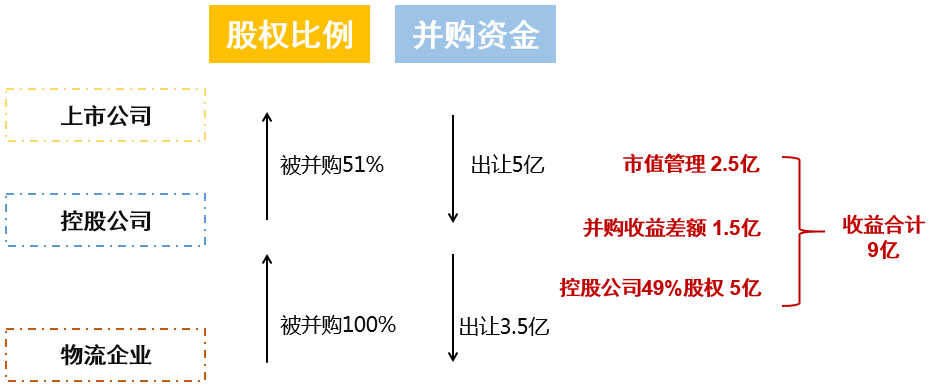 股权比例
并购资金
上市公司
被并购51%
出让5亿
市值管理 2.5亿
控股公司
并购收益差额 1.5亿
收益合计
9亿
控股公司49%股权 5亿
被并购100%
出让3.5亿
物流企业